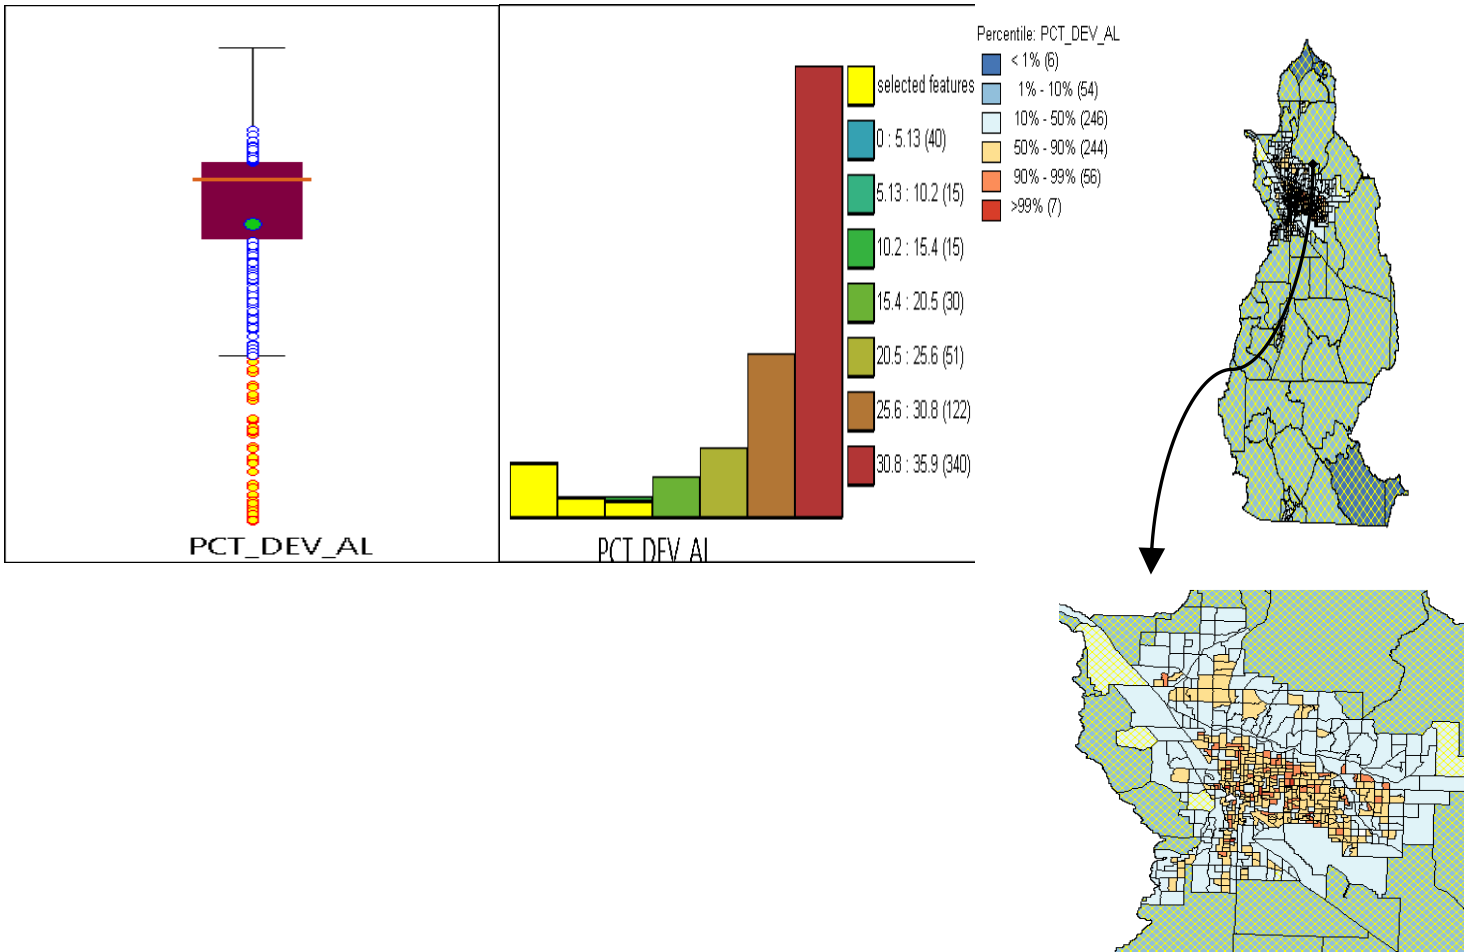 PCT_DEV_AL
selected features
0 : 5.13 (40)
5.13 : 10.2 (15)
10.2 : 15.4 (15)
15.4 : 20.5 (30)
20.5 : 25.6 (51)
25.6 : 30.8 (122)
30.8 : 35.9 (340)
PCT_DEV_AL
Percentile: PCT_DEV_AL
< 1% (6)
1% - 10% (54)
10% - 50% (246)
50% - 90% (244)
90% - 99% (56)
>99% (7)